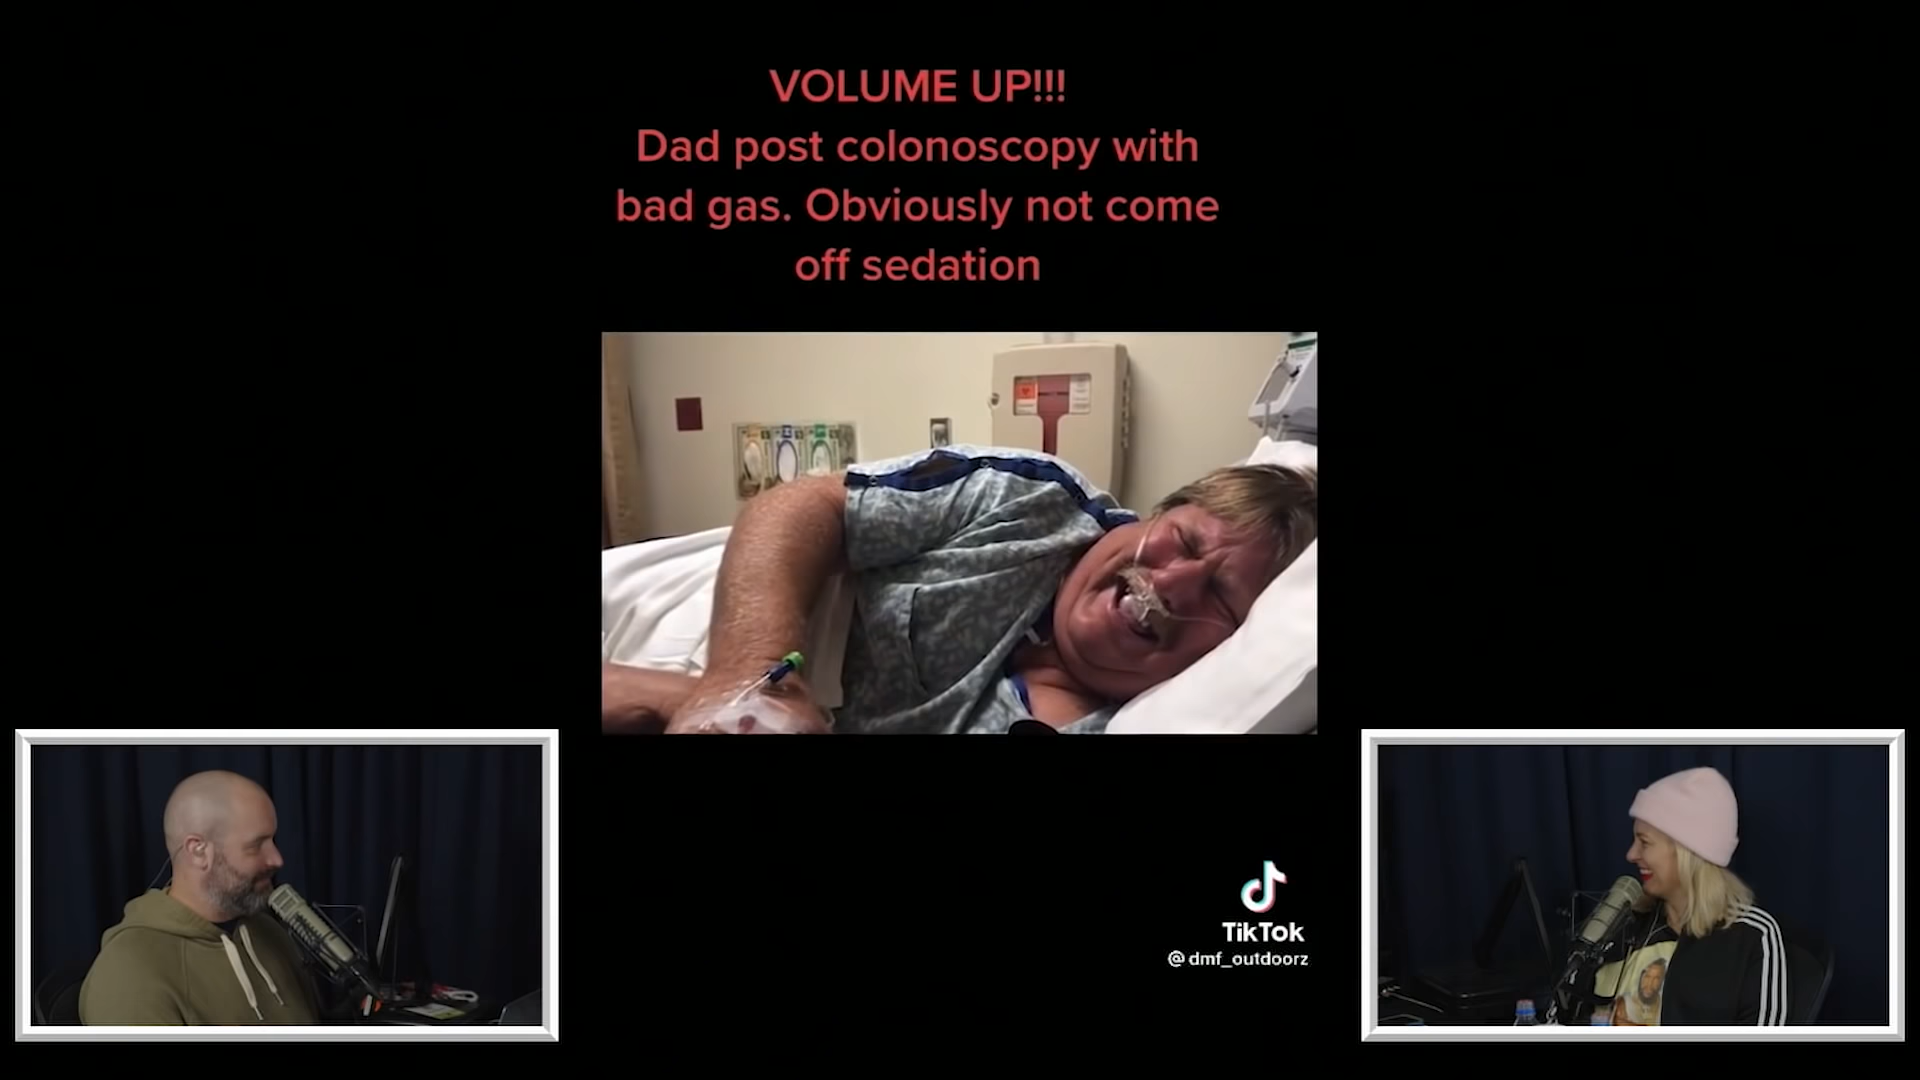 VOLUME UP!!!
Dad post colonoscopy with
bad gas. Obviously not come
off sedation
TikTok
@dmf_outdoorz